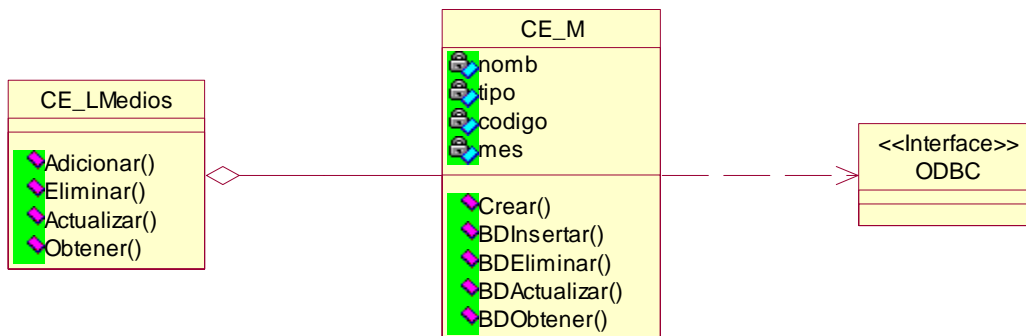 CE_LMedios
Adicionar()
Eliminar()
Actualizar()
Obtener()
CE_M
nomb
tipo
codigo
mes
Crear()
BDInsertar()
BDEliminar()
BDActualizar()
BDObtener()
<<Interface>>
ODBC